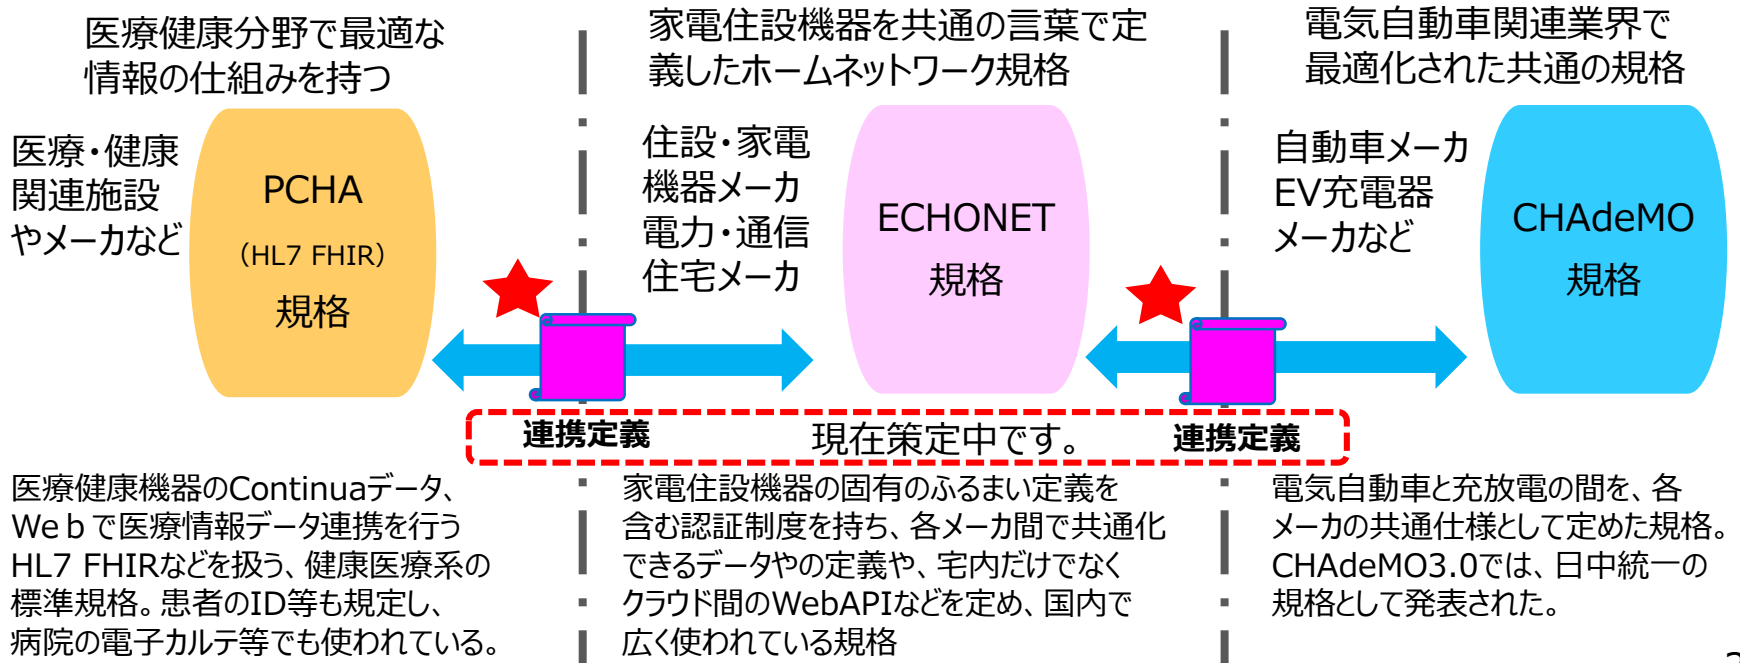 医療健康分野で最適な
情報の仕組みを持つ
医療・健康
関連施設
やメーカなど
PCHA
（HL7 FHIR）
規格
家電住設機器を共通の言葉で定
義したホームネットワーク規格
住設・家電
機器メーカ
電力・通信
住宅メーカ
ECHONET
規格
電気自動車関連業界で
最適化された共通の規格
自動車メーカ
EV充電器
メーカなど
CHAdeMO
規格
連携定義
現在策定中です。
連携定義
医療健康機器のContinuaデータ、
Weｂで医療情報データ連携を行う
HL7 FHIRなどを扱う、健康医療系の
標準規格。患者のID等も規定し、
病院の電子カルテ等でも使われている。
家電住設機器の固有のふるまい定義を
含む認証制度を持ち、各メーカ間で共通化
できるデータやの定義や、宅内だけでなく
クラウド間のWebAPIなどを定め、国内で
広く使われている規格
電気自動車と充放電の間を、各
メーカの共通仕様として定めた規格。
CHAdeMO3.0では、日中統一の
規格として発表された。